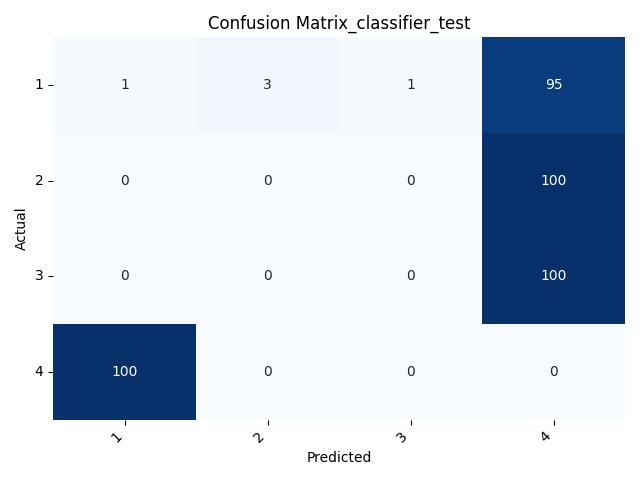 Confusion Matrix_classifier_test
1 1 3 1 95
2 0 0 0 100
3 0 0 0 100
4 100 0 0 0
Actual
1 2 3 4
Predicted